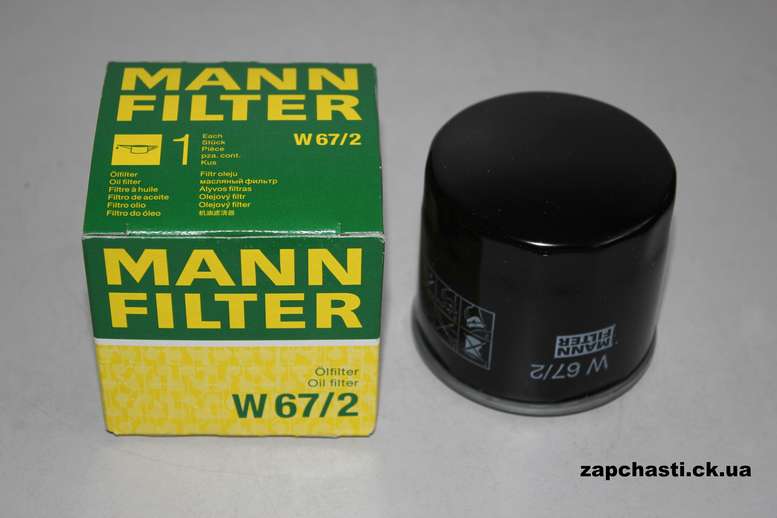 MANN
FILTER
W 67/2
1
Each
Stück
Pièce
pza. cont.
Kus
Ölfilter
Oil filter
Filtre à huile
Filtro de aceite
Filtro olio
Filtro do óleo
Filtr oleju
масляный фильтр
Alyvos filtras
Olejový filtr
Olejový filter
机油滤清器
MANN
FILTER
Ölfilter
Oil filter
W 67/2
MANN
FILTER
W 67/2
zapchasti.ck.ua